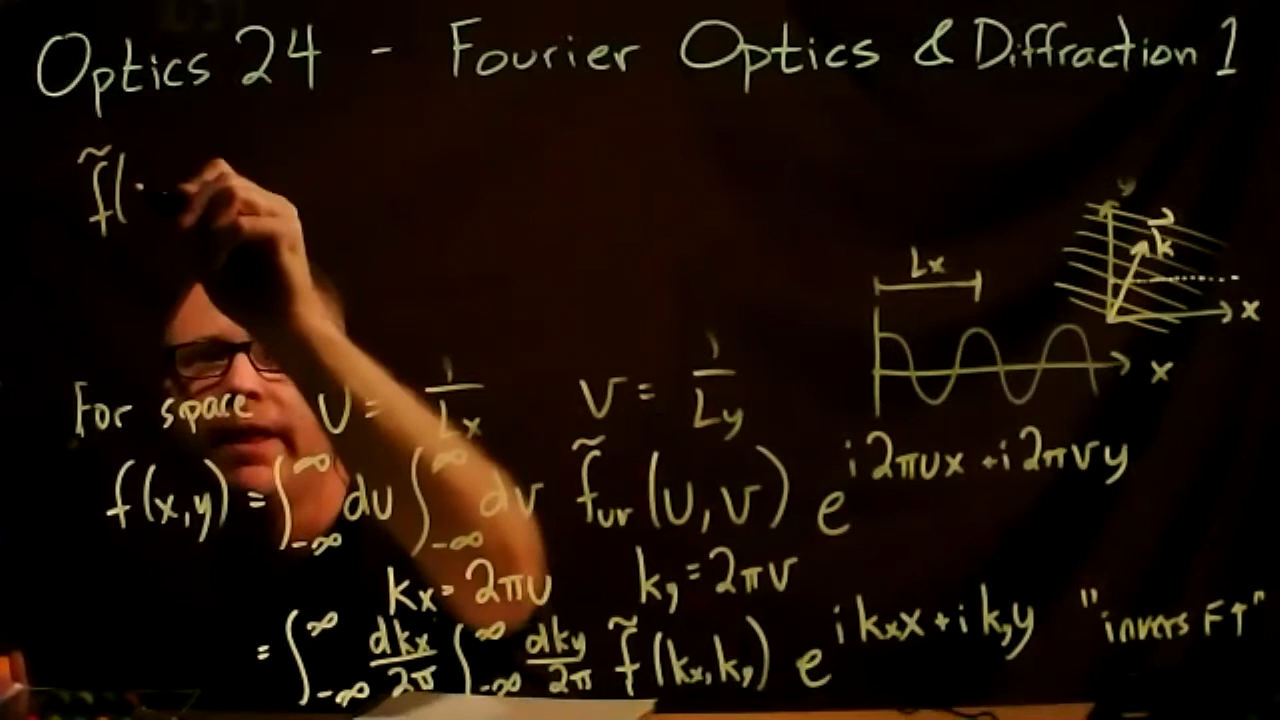 Optics 24 - Fourier Optics & Diffraction 1
f̃(
y
k⃗
x
Lx
x
For space U = 1/Lx V = 1/Ly
f(x,y) = ∫_{-∞}^{∞} dU ∫_{-∞}^{∞} dV f̃_{UV}(U,V) e^{i2πUx + i2πVy}
kx = 2πU ky = 2πV
= ∫_{-∞}^{∞} dkx/2π ∫_{-∞}^{∞} dky/2π f̃(kx,ky) e^{ikxx + ikyy} "invers FT"